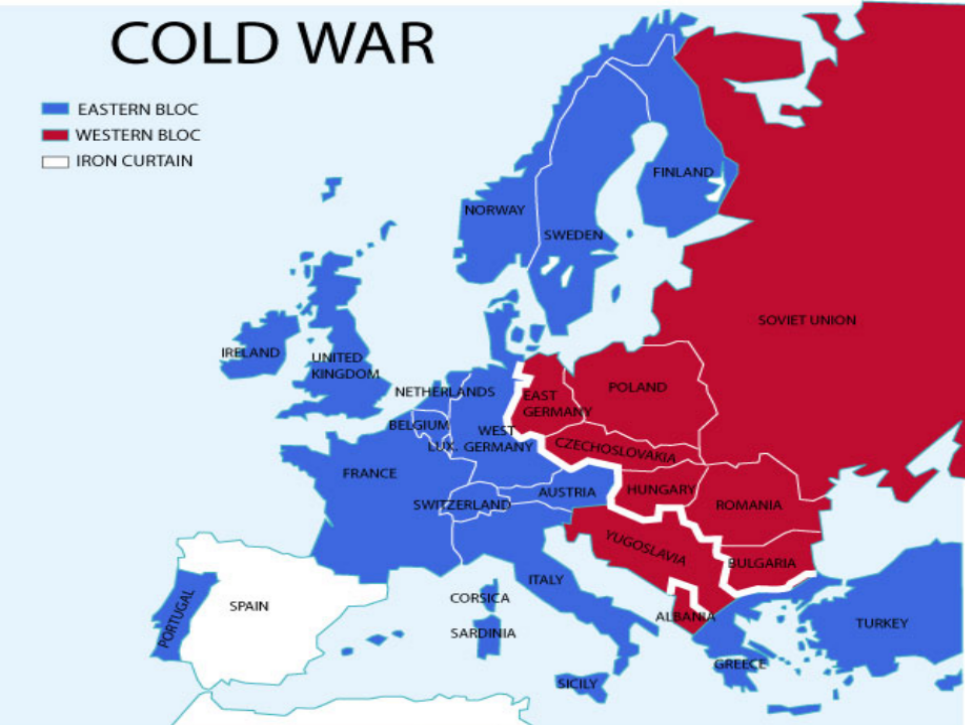 COLD WAR
EASTERN BLOC
WESTERN BLOC
IRON CURTAIN
FINLAND
NORWAY
SWEDEN
SOVIET UNION
IRELAND
UNITED
KINGDOM
NETHERLANDS
EAST
GERMANY
POLAND
BELGIUM
WEST
GERMANY
LUX.
CZECHOSLOVAKIA
FRANCE
SWITZERLAND
AUSTRIA
HUNGARY
ROMANIA
YUGOSLAVIA
BULGARIA
ITALY
CORSICA
PORTUGAL
SPAIN
SARDINIA
ALBANIA
TURKEY
GREECE
SICILY